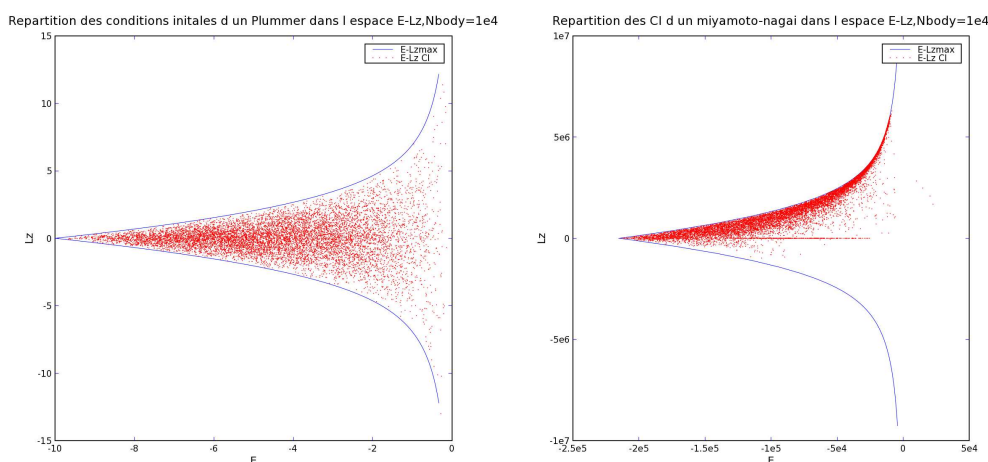 Repartition des conditions initales d un Plummer dans l espace E-Lz,Nbody=1e4
15
10
5
0
-5
-10
-15
Lz
E-Lzmax
E-Lz CI
-10
-8
-6
-4
-2
0
E
Repartition des CI d un miyamoto-nagai dans l espace E-Lz,Nbody=1e4
1e7
5e6
0
-5e6
-1e7
Lz
E-Lzmax
E-Lz CI
-2.5e5
-2e5
-1.5e5
-1e5
-5e4
0
5e4
E